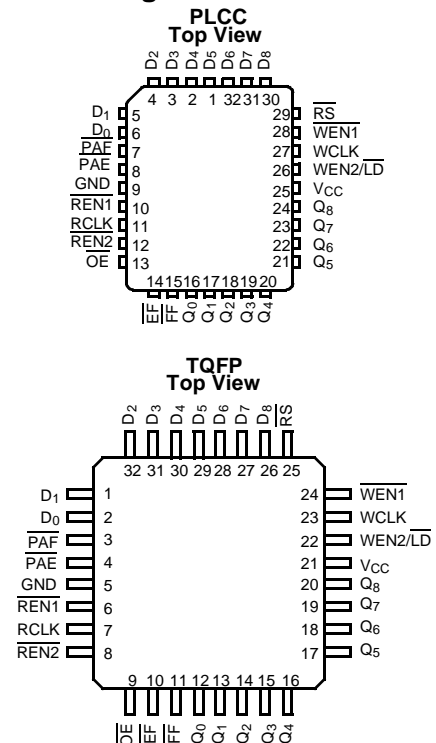 PLCC
Top View
D2 D3 D4 D5 D6 D7 D8
4 3 2 1 32 31 30
D1 5
D0 6
PAF 7
PAE 8
GND 9
REN1 10
RCLK 11
REN2 12
OE 13
29 RS
28 WEN1
27 WCLK
26 WEN2/LD
25 VCC
24 Q8
23 Q7
22 Q6
21 Q5
14 15 16 17 18 19 20
EF FF Q0 Q1 Q2 Q3 Q4
TQFP
Top View
D2 D3 D4 D5 D6 D7 D8 RS
32 31 30 29 28 27 26 25
D1 1
D0 2
PAF 3
PAE 4
GND 5
REN1 6
RCLK 7
REN2 8
24 WEN1
23 WCLK
22 WEN2/LD
21 VCC
20 Q8
19 Q7
18 Q6
17 Q5
9 10 11 12 13 14 15 16
OE EF FF Q0 Q1 Q2 Q3 Q4